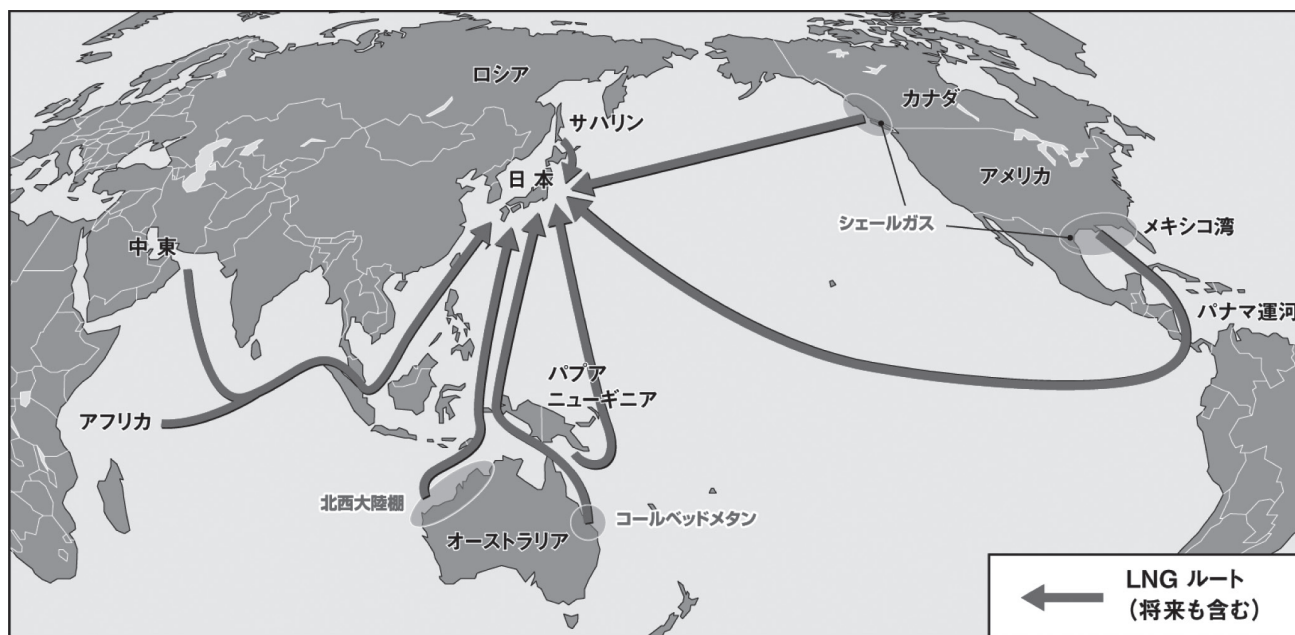 ロシア
サハリン
カナダ
日本
アメリカ
シェールガス
メキシコ湾
中東
パナマ運河
パプア
ニューギニア
アフリカ
北西大陸棚
コールベッドメタン
オーストラリア
LNG ルート
(将来も含む)